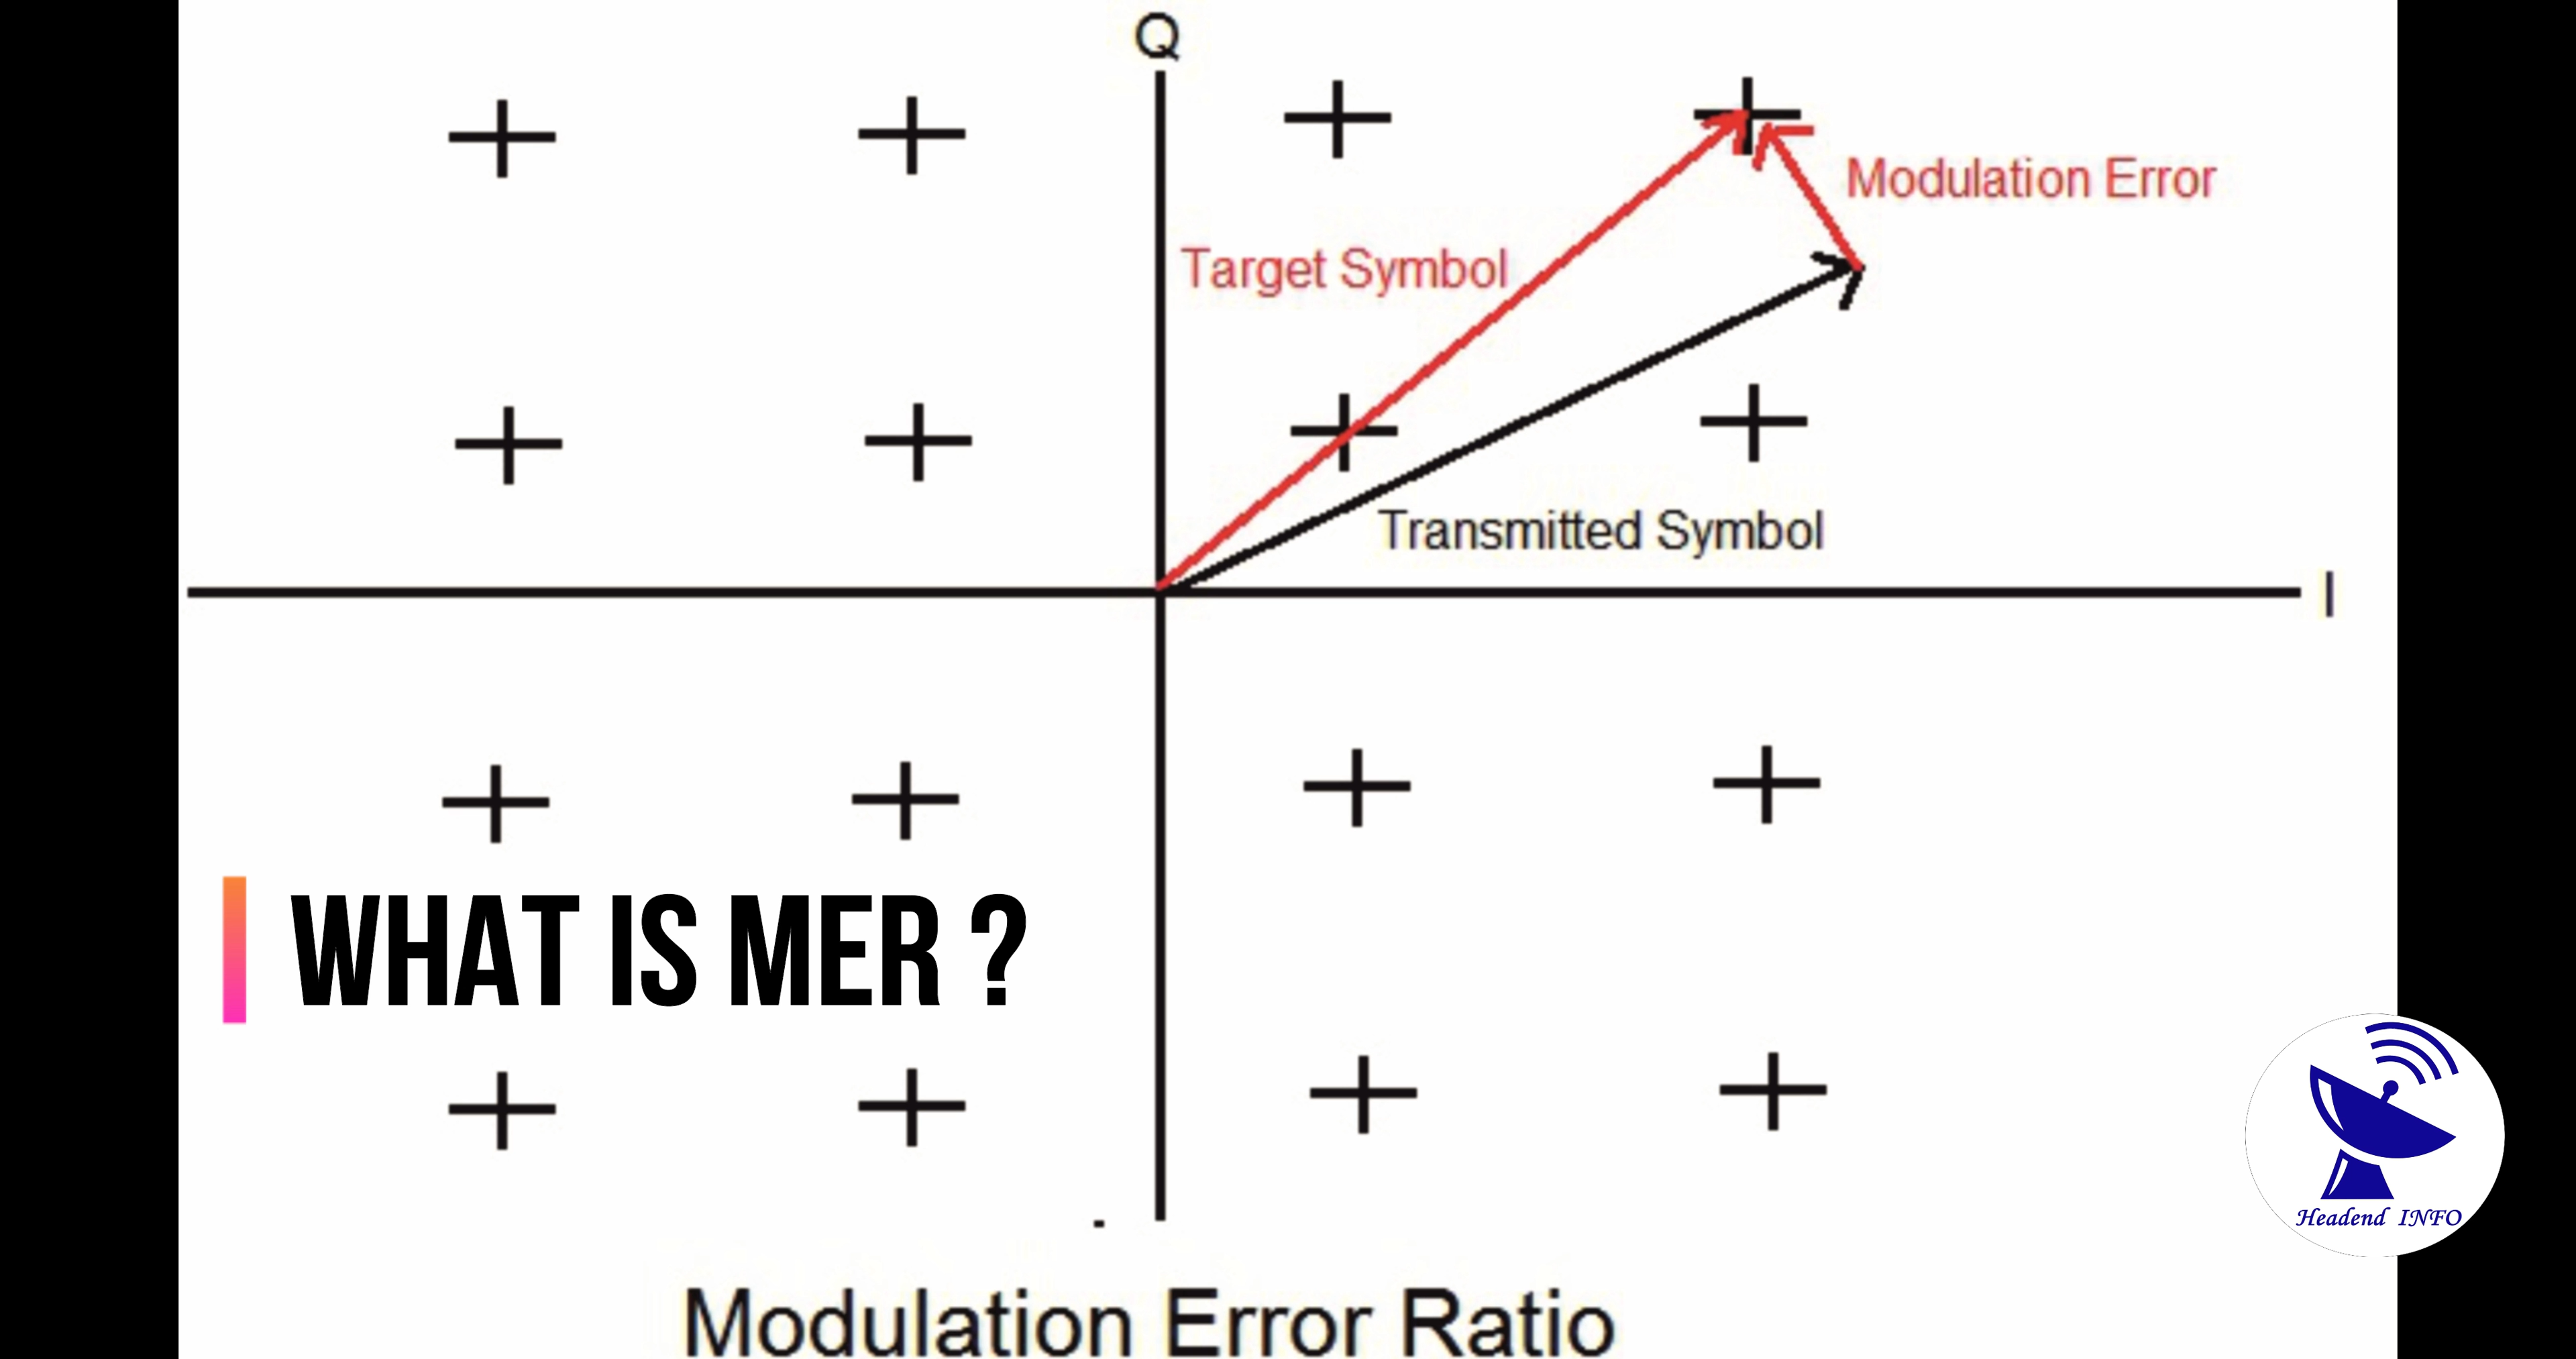 Q
Modulation Error
Target Symbol
Transmitted Symbol
I
WHAT IS MER ?
Headend INFO
Modulation Error Ratio